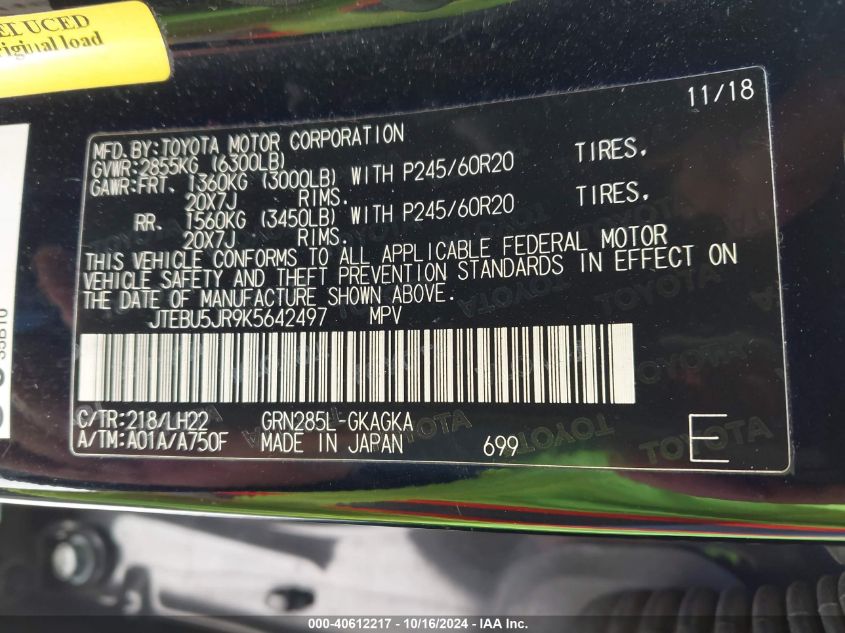 EL UCED
riginal load
11/18
MFD.BY:TOYOTA MOTOR CORPORATION
GVWR:2855KG (6300LB)
GAWR:FRT. 1360KG (3000LB) WITH P245/60R20 TIRES.
20X7J RIMS.
RR. 1560KG (3450LB) WITH P245/60R20 TIRES.
20X7J RIMS.
THIS VEHICLE CONFORMS TO ALL APPLICABLE FEDERAL MOTOR
VEHICLE SAFETY AND THEFT PREVENTION STANDARDS IN EFFECT ON
THE DATE OF MANUFACTURE SHOWN ABOVE.
JTEBU5JR9K5642497 MPV
C/TR:218/LH22 GRN285L-GKAGKA
A/TM:A01A/A750F MADE IN JAPAN 699 E
35B10
000-40612217 - 10/16/2024 - IAA Inc.